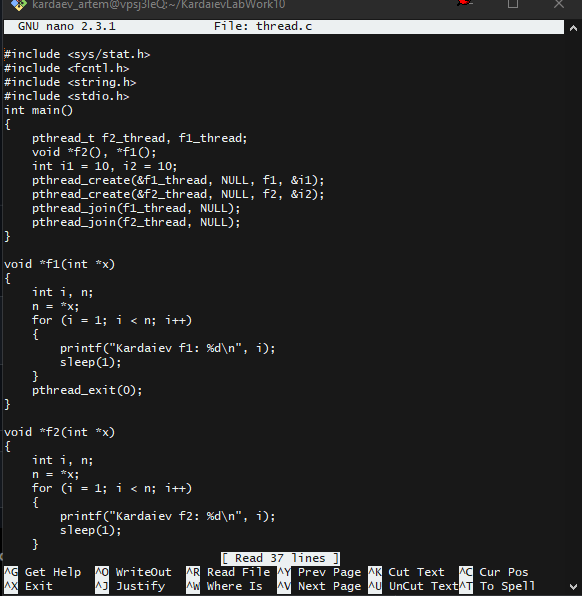 kardaev_artem@vpsj3IeQ:~/KardaievLabWork10
GNU nano 2.3.1 File: thread.c
#include <sys/stat.h>
#include <fcntl.h>
#include <string.h>
#include <stdio.h>
int main()
{
    pthread_t f2_thread, f1_thread;
    void *f2(), *f1();
    int i1 = 10, i2 = 10;
    pthread_create(&f1_thread, NULL, f1, &i1);
    pthread_create(&f2_thread, NULL, f2, &i2);
    pthread_join(f1_thread, NULL);
    pthread_join(f2_thread, NULL);
}
void *f1(int *x)
{
    int i, n;
    n = *x;
    for (i = 1; i < n; i++)
    {
        printf("Kardaiev f1: %d\n", i);
        sleep(1);
    }
    pthread_exit(0);
}
void *f2(int *x)
{
    int i, n;
    n = *x;
    for (i = 1; i < n; i++)
    {
        printf("Kardaiev f2: %d\n", i);
        sleep(1);
    }
[ Read 37 lines ]
^G Get Help ^O WriteOut ^R Read File ^Y Prev Page ^K Cut Text ^C Cur Pos
^X Exit ^J Justify ^W Where Is ^V Next Page ^U UnCut Text ^T To Spell